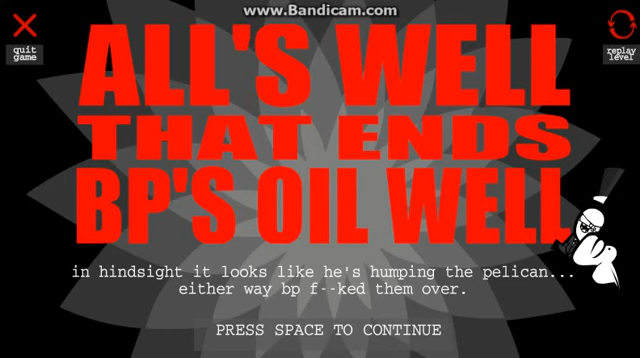 www.Bandicam.com
quit
game
replay
level
ALL'S WELL
THAT ENDS
BP'S OIL WELL
in hindsight it looks like he's humping the pelican...
either way bp f--ked them over.
PRESS SPACE TO CONTINUE